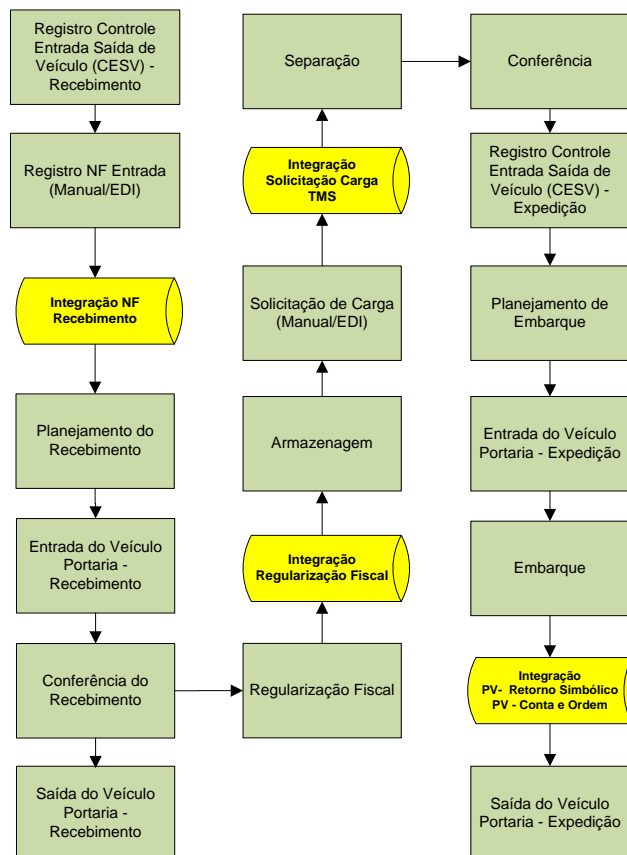 Registro Controle
Entrada Saída de
Veículo (CESV) -
Recebimento
Registro NF Entrada
(Manual/EDI)
Integração NF
Recebimento
Planejamento do
Recebimento
Entrada do Veículo
Portaria -
Recebimento
Conferência do
Recebimento
Saída do Veículo
Portaria -
Recebimento
Regularização Fiscal
Integração
Regularização Fiscal
Armazenagem
Solicitação de Carga
(Manual/EDI)
Integração
Solicitação Carga
TMS
Separação
Conferência
Registro Controle
Entrada Saída de
Veículo (CESV) -
Expedição
Planejamento de
Embarque
Entrada do Veículo
Portaria - Expedição
Embarque
Integração
PV- Retorno Simbólico
PV - Conta e Ordem
Saída do Veículo
Portaria - Expedição